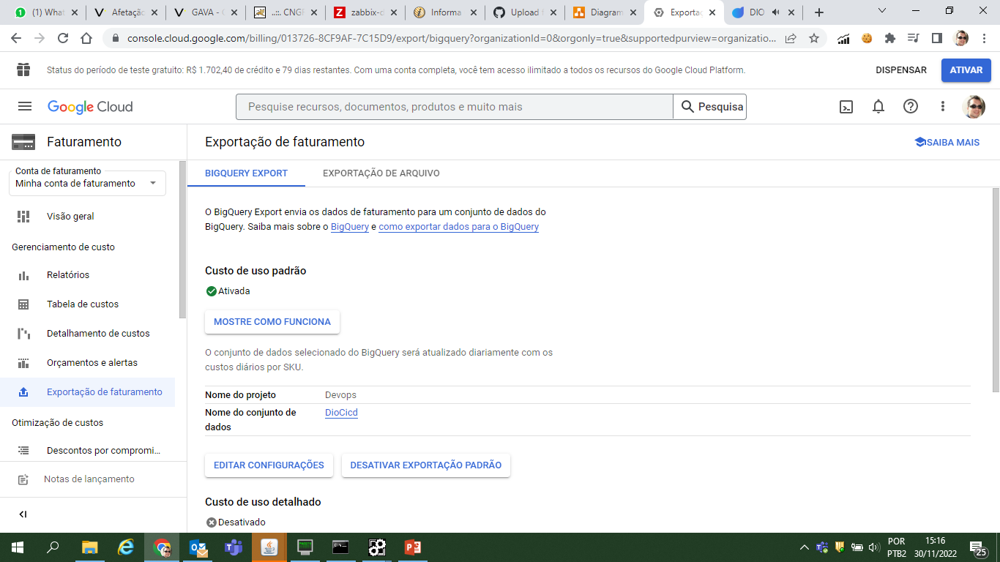 (1) What
Afetação
GAVA - C
..::. CNGF
zabbix-d
Informa
Upload f
Diagram
Exportaç
DIO
console.cloud.google.com/billing/013726-8CF9AF-7C15D9/export/bigquery?organizationId=0&orgonly=true&supportedpurview=organizatio...
Status do período de teste gratuito: R$ 1.702,40 de crédito e 79 dias restantes. Com uma conta completa, você tem acesso ilimitado a todos os recursos do Google Cloud Platform.
DISPENSAR
ATIVAR
Google Cloud
Pesquise recursos, documentos, produtos e muito mais
Pesquisa
Faturamento
Exportação de faturamento
SAIBA MAIS
Conta de faturamento
Minha conta de faturamento
BIGQUERY EXPORT
EXPORTAÇÃO DE ARQUIVO
Visão geral
Gerenciamento de custo
Relatórios
Tabela de custos
Detalhamento de custos
Orçamentos e alertas
Exportação de faturamento
Otimização de custos
Descontos por compromi...
Notas de lançamento
O BigQuery Export envia os dados de faturamento para um conjunto de dados do
BigQuery. Saiba mais sobre o BigQuery e como exportar dados para o BigQuery
Custo de uso padrão
Ativada
MOSTRE COMO FUNCIONA
O conjunto de dados selecionado do BigQuery será atualizado diariamente com os
custos diários por SKU.
Nome do projeto Devops
Nome do conjunto de DioCicd
dados
EDITAR CONFIGURAÇÕES
DESATIVAR EXPORTAÇÃO PADRÃO
Custo de uso detalhado
Desativado
POR
PTB2
15:16
30/11/2022
25